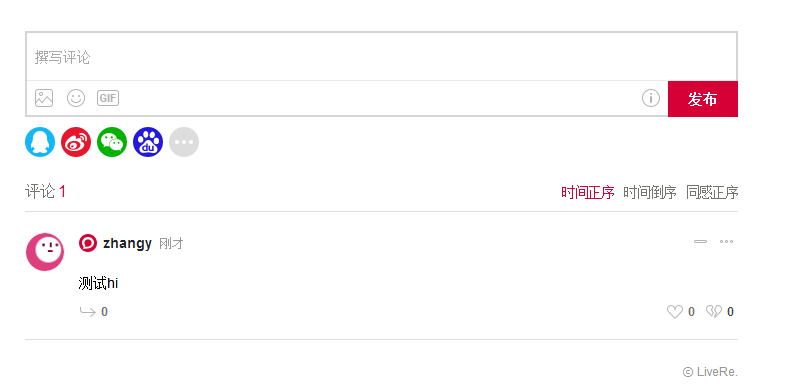 撰写评论
GIF
发布
du
评论 1
时间正序 时间倒序 同感正序
zhangy 刚才
测试hi
0
0 0
© LiveRe.